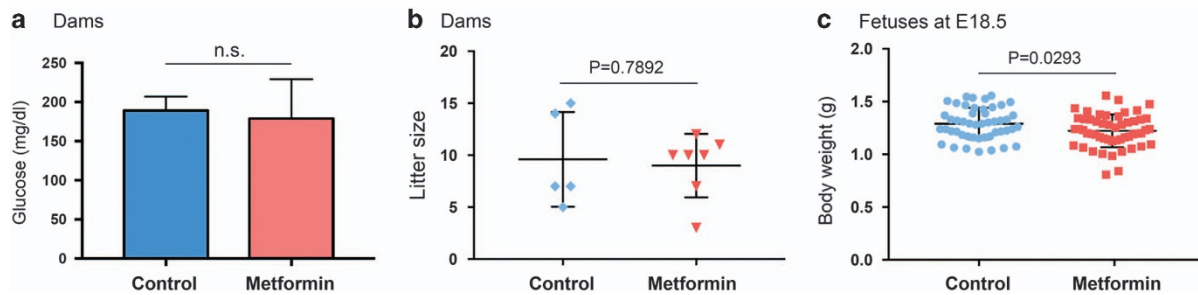 a Dams
n.s.
250
200
150
100
50
0
Glucose (mg/dl)
Control Metformin
b Dams
P=0.7892
20
15
10
5
0
Litter size
Control Metformin
c Fetuses at E18.5
P=0.0293
2.0
1.5
1.0
0.5
0.0
Body weight (g)
Control Metformin